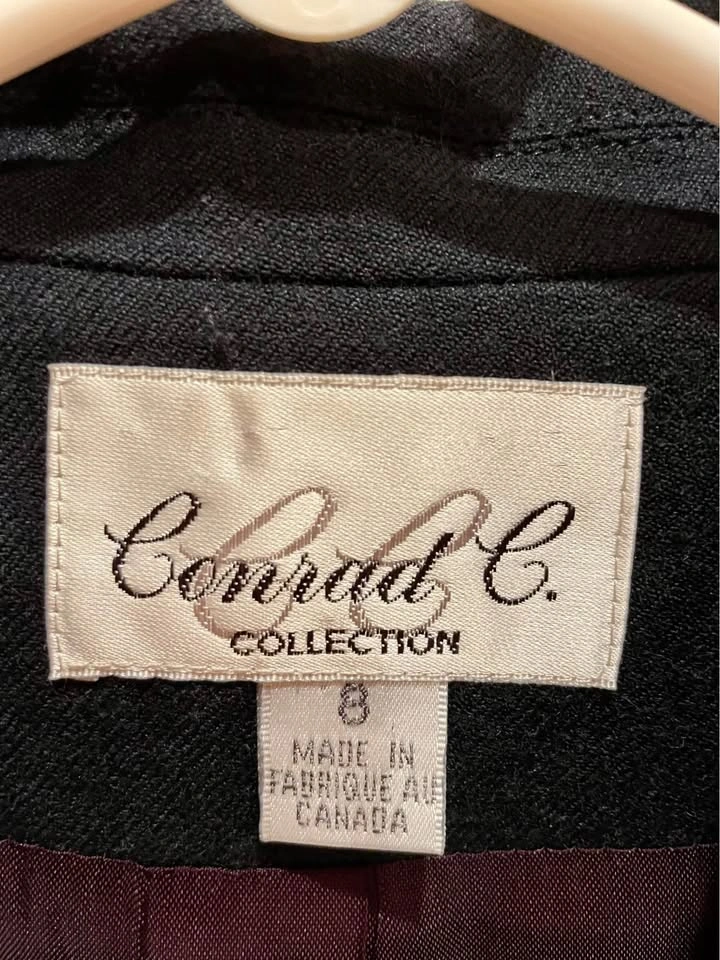 Conrad C.
COLLECTION
8
MADE IN
FABRIQUE AU
CANADA